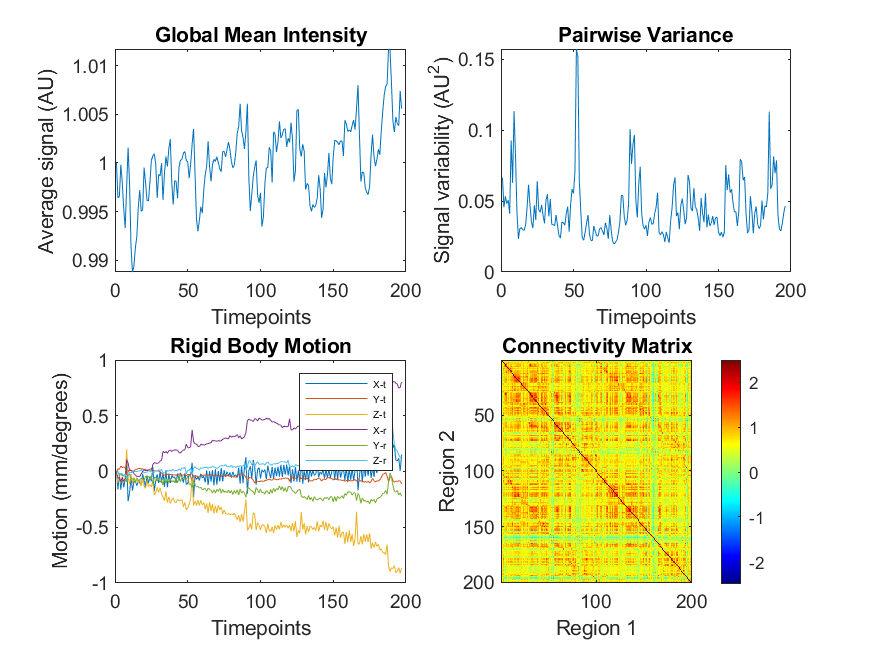 Global Mean Intensity
Average signal (AU)
1.01
1.005
1
0.995
0.99
0 50 100 150 200
Timepoints
Pairwise Variance
Signal variability (AU²)
0.15
0.1
0.05
0
0 50 100 150 200
Timepoints
Rigid Body Motion
Motion (mm/degrees)
1
0.5
0
-0.5
-1
0 50 100 150 200
Timepoints
X-t
Y-t
Z-t
X-r
Y-r
Z-r
Connectivity Matrix
Region 2
50
100
150
200
100 200
Region 1
2
1
0
-1
-2